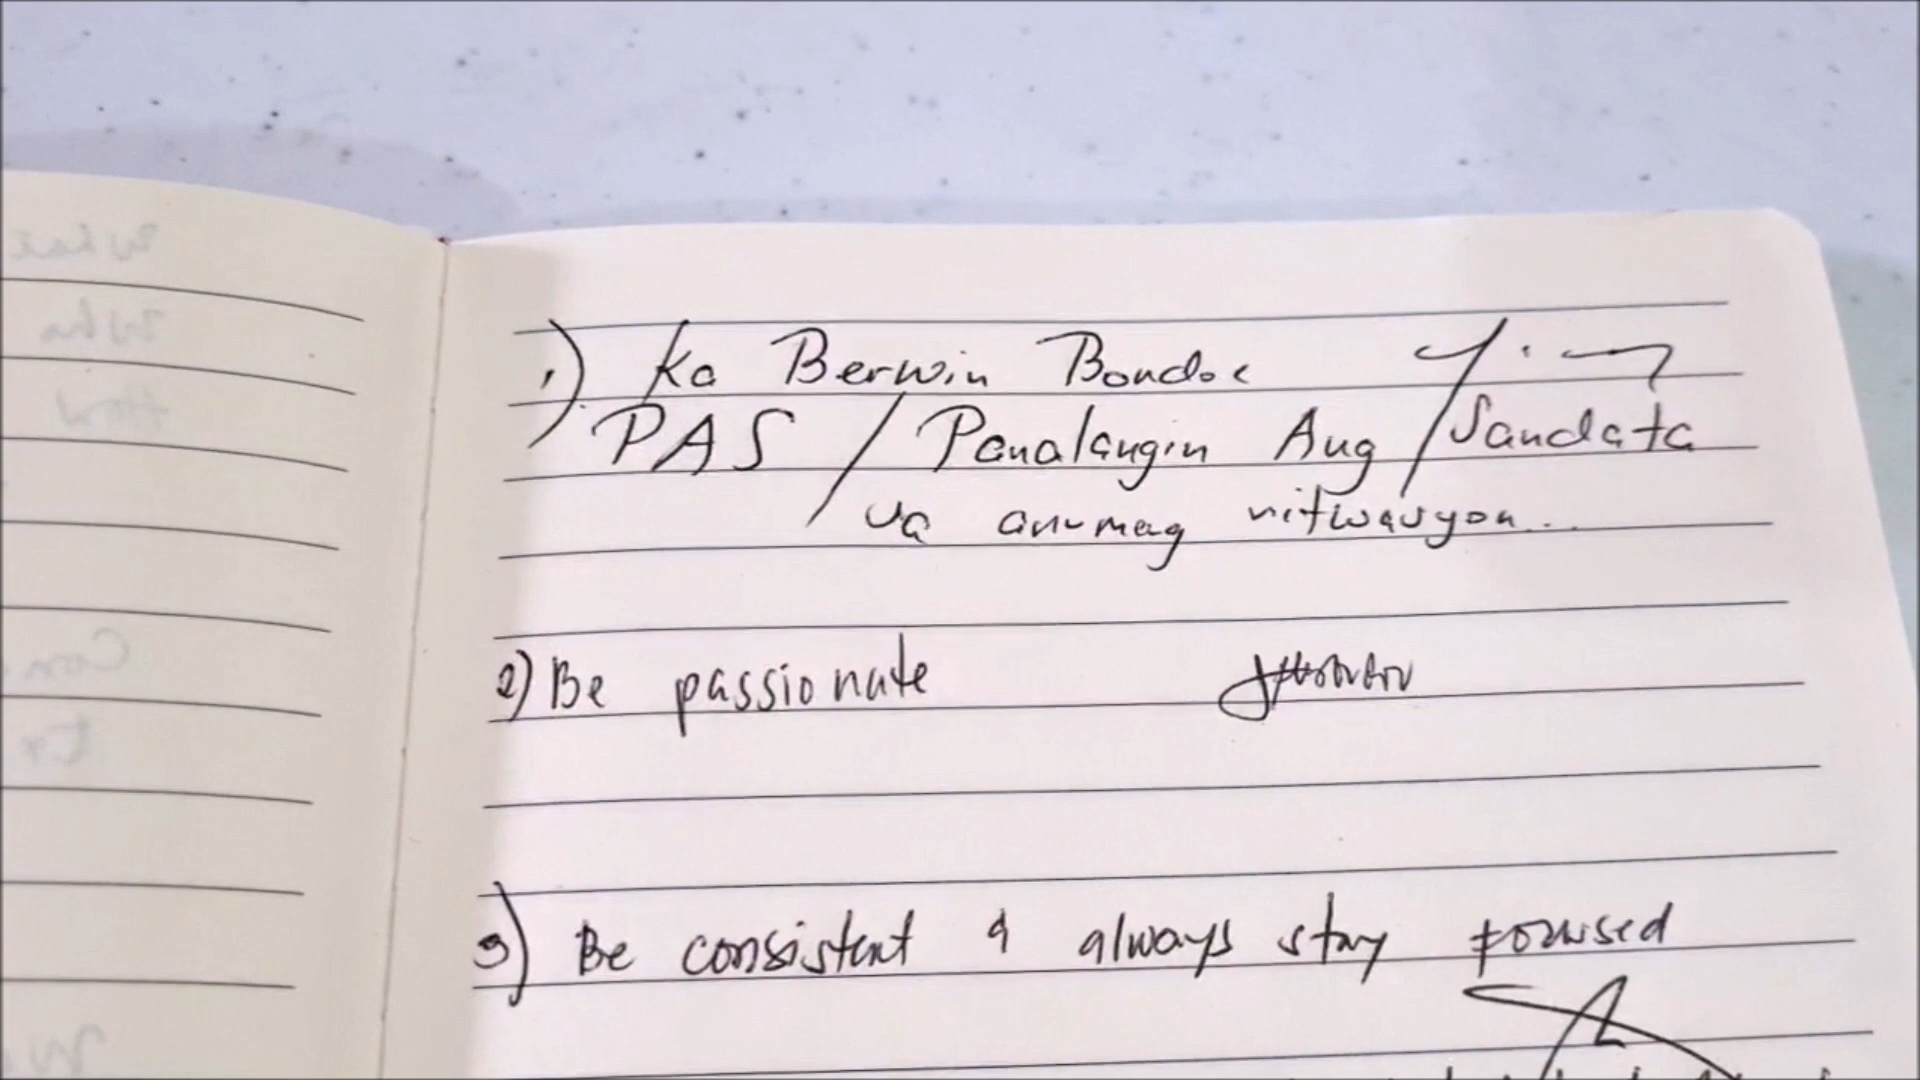 1) Ka Berwin Bondoc
PAS / Panalangin Ang / Sandata
sa anumang sitwasyon...
2) Be passionate
3) Be consistent & always stay focused